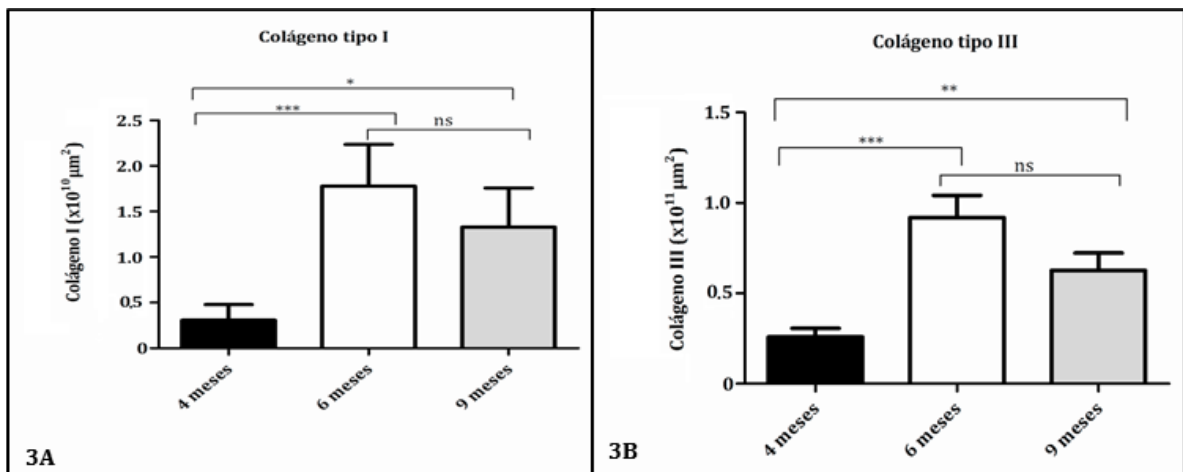 Colágeno tipo I
*
***
ns
Colágeno I (x10¹⁰ µm²)
2.5
2.0
1.5
1.0
0.5
0
4 meses
6 meses
9 meses
3A
Colágeno tipo III
**
***
ns
Colágeno III (x10¹¹ µm²)
1.5
1.0
0.5
0
4 meses
6 meses
9 meses
3B